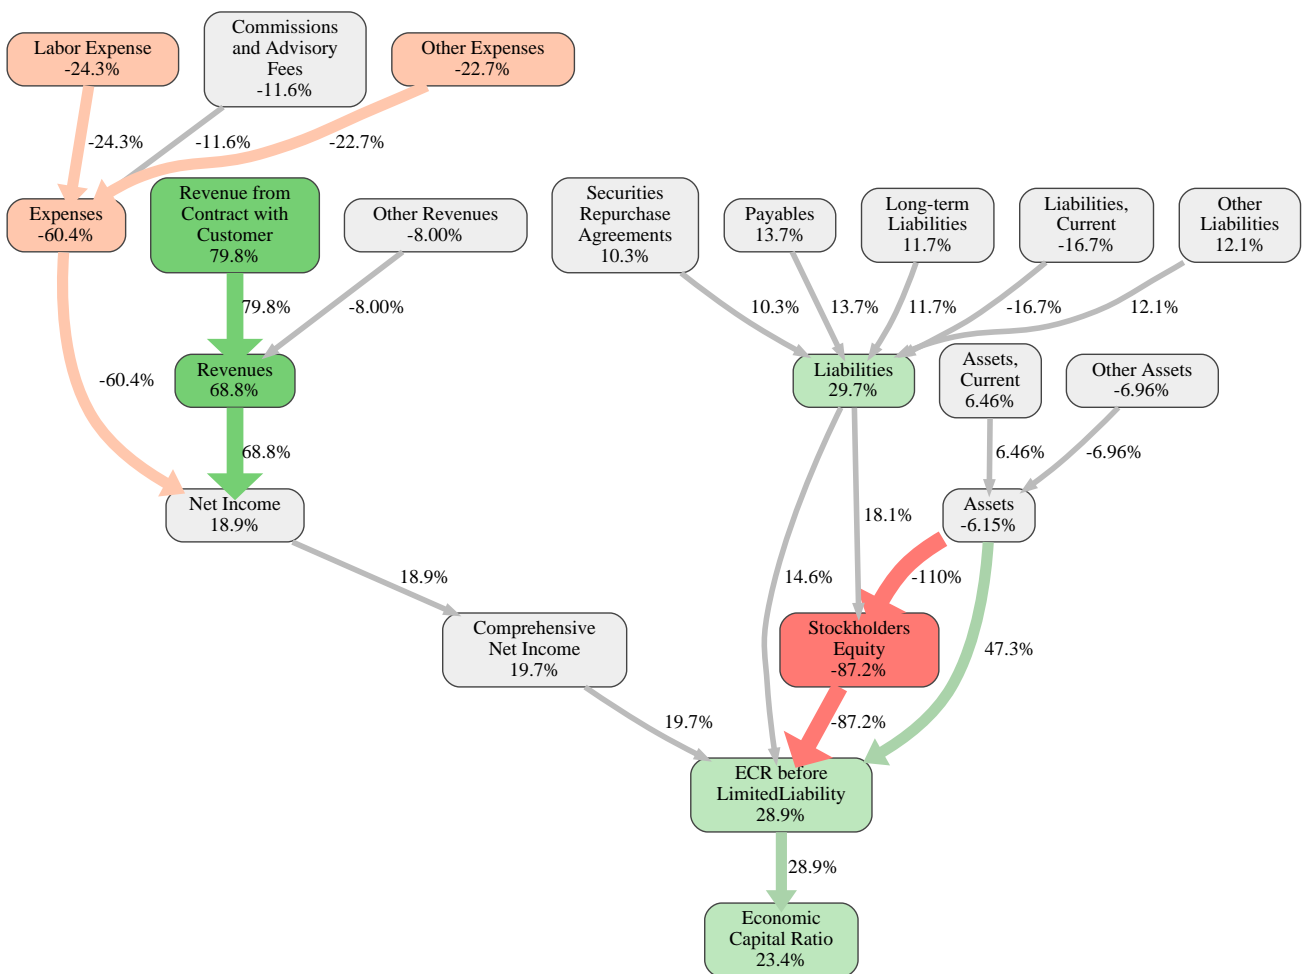 Labor Expense
-24.3%
Commissions
and Advisory
Fees
-11.6%
Other Expenses
-22.7%
-24.3%
-11.6%
-22.7%
Expenses
-60.4%
Revenue from
Contract with
Customer
79.8%
Other Revenues
-8.00%
Securities
Repurchase
Agreements
10.3%
Payables
13.7%
Long-term
Liabilities
11.7%
Liabilities,
Current
-16.7%
Other
Liabilities
12.1%
79.8%
-8.00%
10.3%
13.7%
11.7%
-16.7%
12.1%
-60.4%
Revenues
68.8%
Liabilities
29.7%
Assets,
Current
6.46%
Other Assets
-6.96%
68.8%
6.46%
-6.96%
Net Income
18.9%
18.1%
Assets
-6.15%
18.9%
14.6%
-110%
Comprehensive
Net Income
19.7%
Stockholders
Equity
-87.2%
47.3%
19.7%
-87.2%
ECR before
LimitedLiability
28.9%
28.9%
Economic
Capital Ratio
23.4%